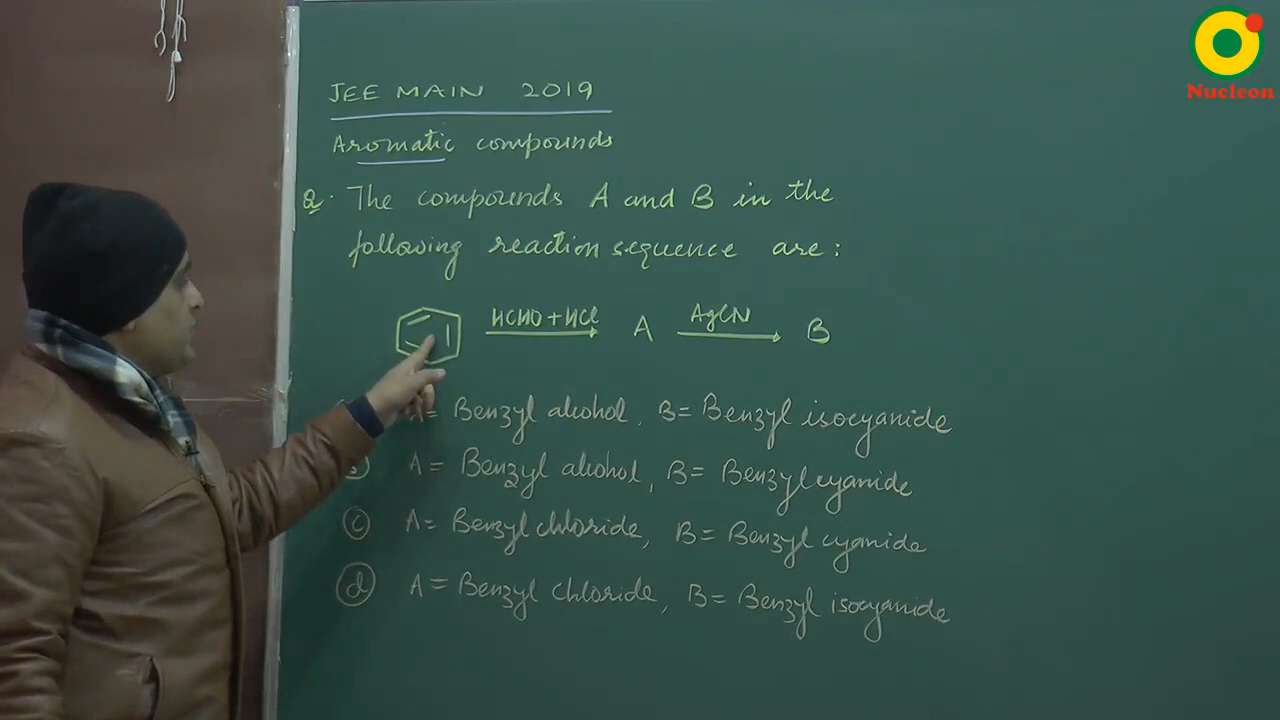 Nucleon
JEE MAIN 2019
Aromatic compounds
Q. The compounds A and B in the
following reaction sequence are:
HCHO+HCl A AgCN B
A= Benzyl alcohol, B= Benzyl isocyanide
A= Benzyl alcohol, B= Benzyl cyanide
(c) A= Benzyl chloride, B= Benzyl cyanide
(d) A= Benzyl chloride, B= Benzyl isocyanide